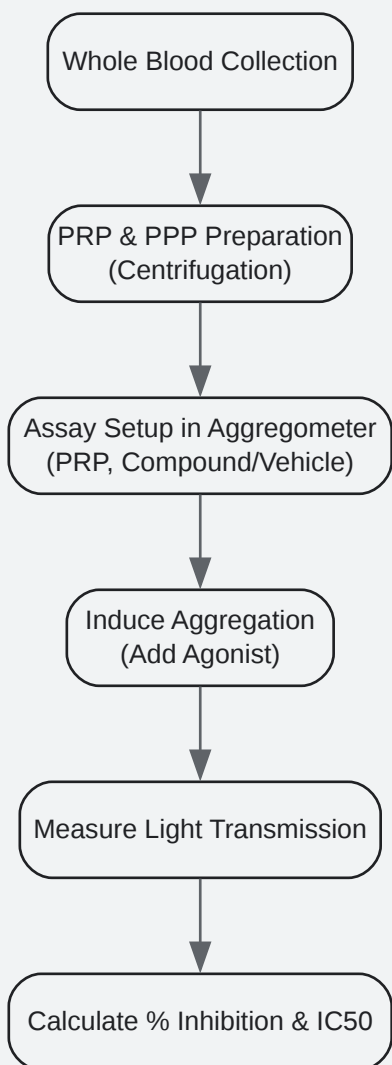 Whole Blood Collection
PRP & PPP Preparation
(Centrifugation)
Assay Setup in Aggregometer
(PRP, Compound/Vehicle)
Induce Aggregation
(Add Agonist)
Measure Light Transmission
Calculate % Inhibition & IC50